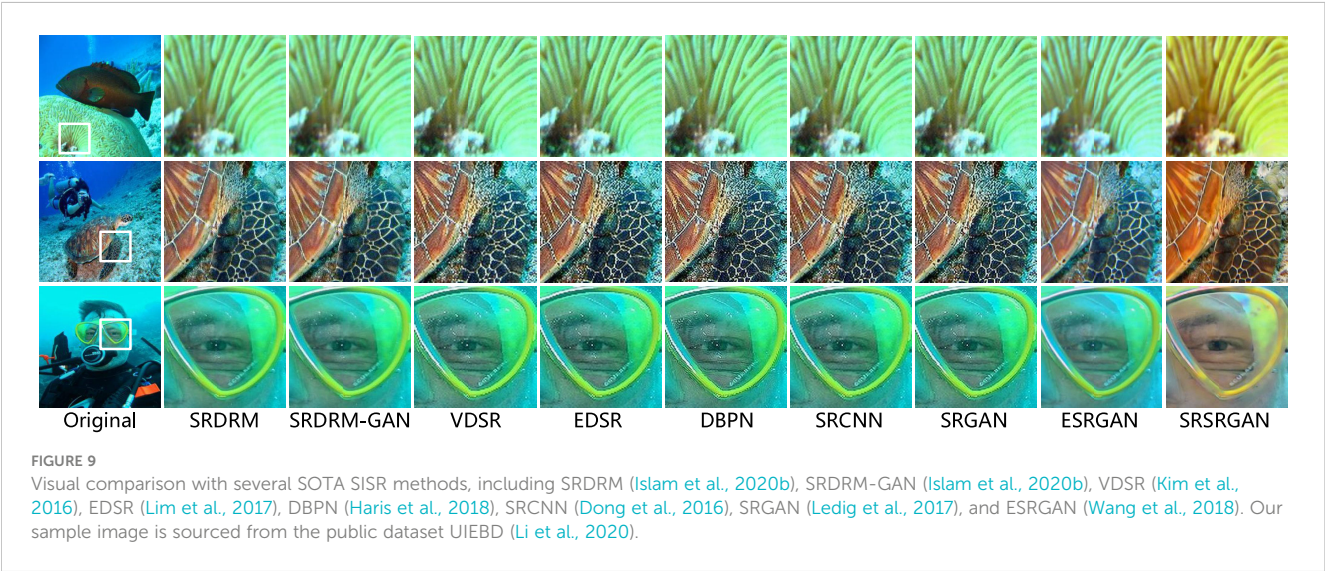 Original SRDRM SRDRM-GAN VDSR EDSR DBPN SRCNN SRGAN ESRGAN SRSRGAN
FIGURE 9
Visual comparison with several SOTA SISR methods, including SRDRM (Islam et al., 2020b), SRDRM-GAN (Islam et al., 2020b), VDSR (Kim et al.,
2016), EDSR (Lim et al., 2017), DBPN (Haris et al., 2018), SRCNN (Dong et al., 2016), SRGAN (Ledig et al., 2017), and ESRGAN (Wang et al., 2018). Our
sample image is sourced from the public dataset UIEBD (Li et al., 2020).